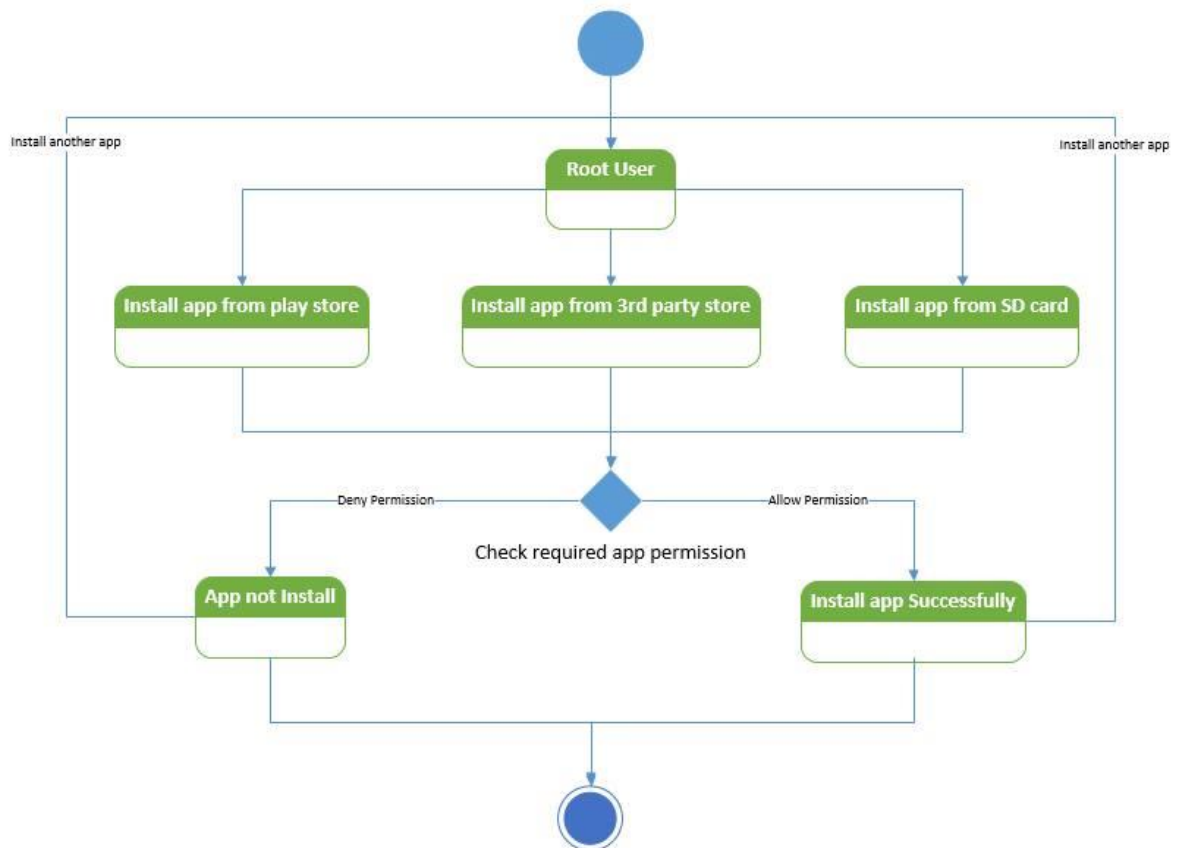 Install another app
Install another app
Root User
Install app from play store
Install app from 3rd party store
Install app from SD card
Deny Permission
Allow Permission
Check required app permission
App not Install
Install app Successfully